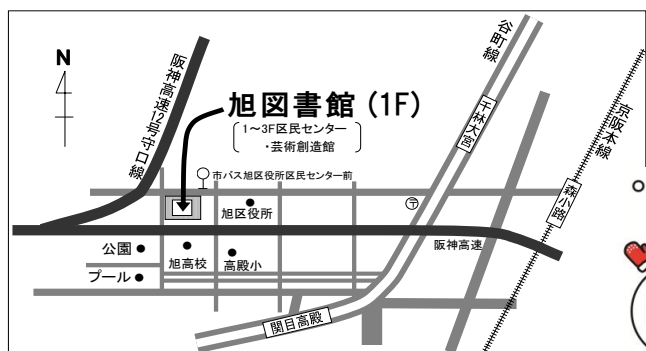 N
阪神高速12号守口線
谷町線
旭図書館 (1F)
1～3F区民センター
・芸術創造館
千林大宮
京阪本線
市バス旭区役所区民センター前
森小路
旭区役所
〒
公園
旭高校
高殿小
阪神高速
プール
関目高殿